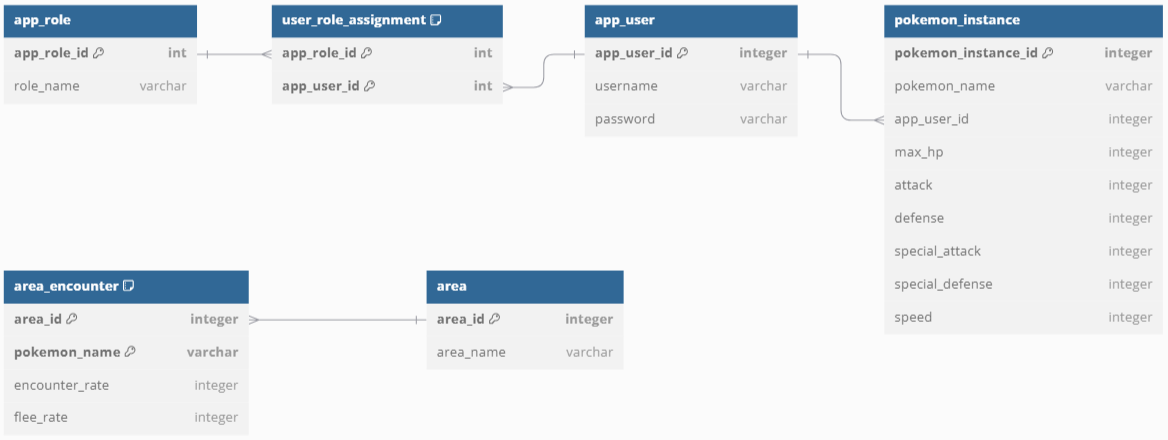 app_role
app_role_id int
role_name varchar
user_role_assignment
app_role_id int
app_user_id int
app_user
app_user_id integer
username varchar
password varchar
pokemon_instance
pokemon_instance_id integer
pokemon_name varchar
app_user_id integer
max_hp integer
attack integer
defense integer
special_attack integer
special_defense integer
speed integer
area_encounter
area_id integer
pokemon_name varchar
encounter_rate integer
flee_rate integer
area
area_id integer
area_name varchar